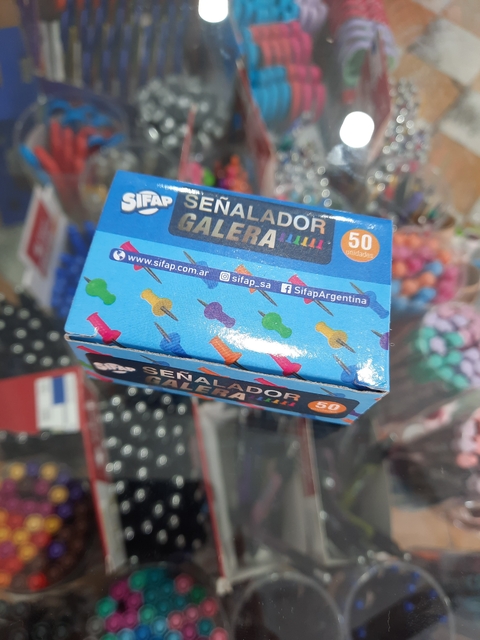 SIFAP
SEÑALADOR
GALERA
50
unidades
www.sifap.com.ar
sifap_sa
SifapArgentina
SIFAP
SEÑALADOR
GALERA
50